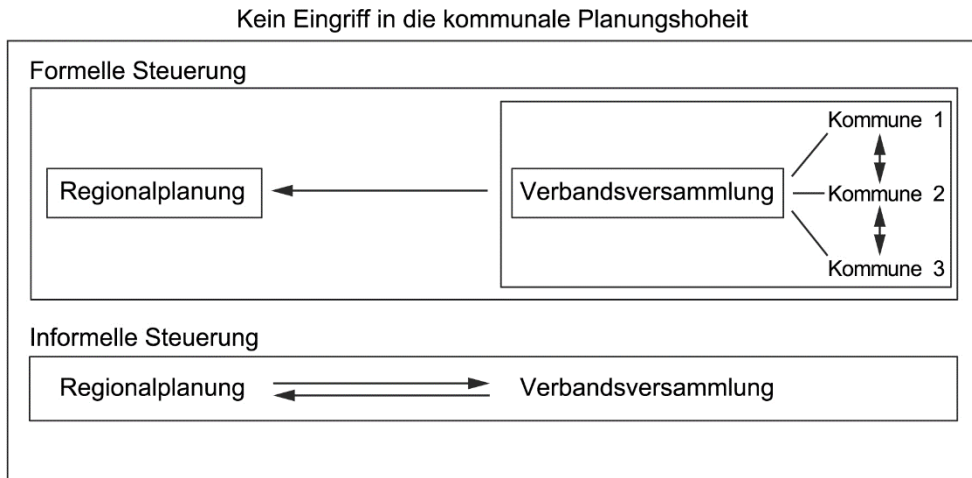 Kein Eingriff in die kommunale Planungshoheit
Formelle Steuerung
Kommune 1
Regionalplanung
Verbandsversammlung
Kommune 2
Kommune 3
Informelle Steuerung
Regionalplanung
Verbandsversammlung